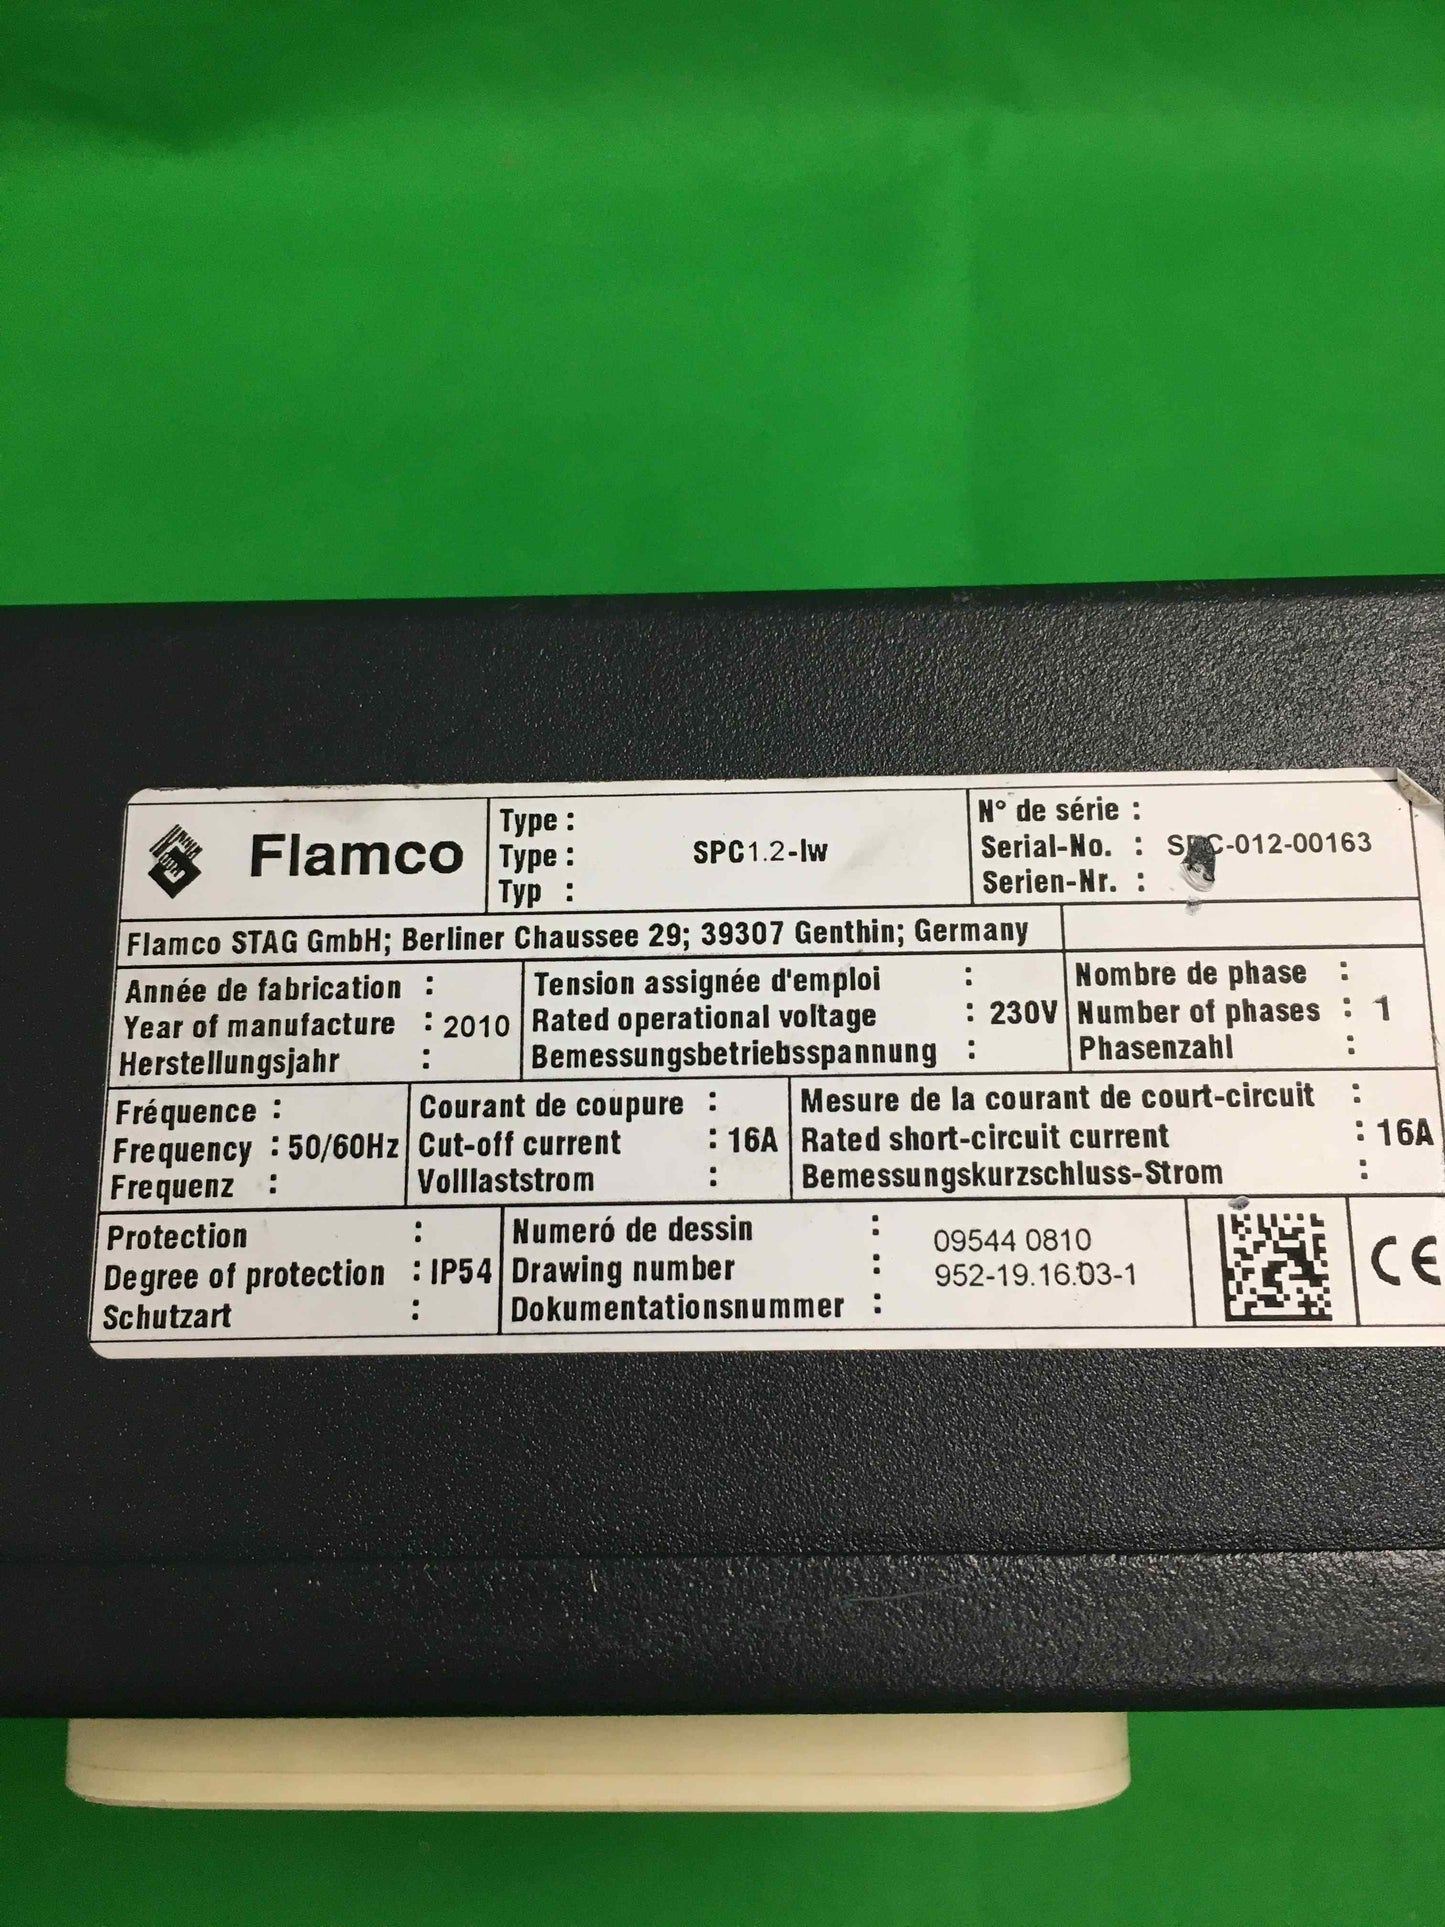 Flamco
Type :
Type : SPC1.2-lw
Typ :
N° de série :
Serial-No. : SPC-012-00163
Serien-Nr. :
Flamco STAG GmbH; Berliner Chaussee 29; 39307 Genthin; Germany
Année de fabrication :
Year of manufacture : 2010
Herstellungsjahr :
Tension assignée d'emploi :
Rated operational voltage : 230V
Bemessungsbetriebsspannung :
Nombre de phase :
Number of phases : 1
Phasenzahl :
Fréquence :
Frequency : 50/60Hz
Frequenz :
Courant de coupure :
Cut-off current : 16A
Volllaststrom :
Mesure de la courant de court-circuit :
Rated short-circuit current : 16A
Bemessungskurzschluss-Strom :
Protection :
Degree of protection : IP54
Schutzart :
Numeró de dessin : 09544 0810
Drawing number : 952-19.16.03-1
Dokumentationsnummer :
CE